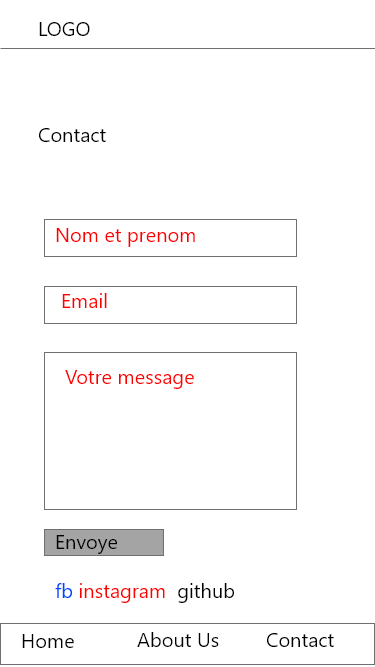 LOGO
Contact
Nom et prenom
Email
Votre message
Envoye
fb instagram github
Home About Us Contact